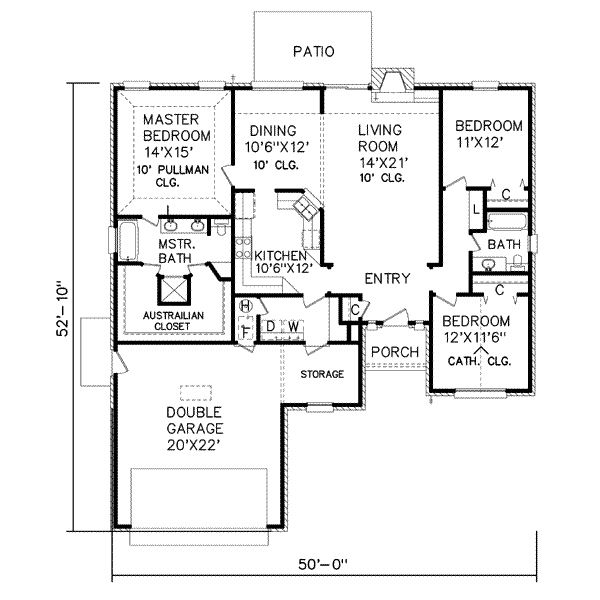 PATIO
MASTER
BEDROOM
14'X15'
10' PULLMAN
CLG.
DINING
10'6"X12'
10' CLG.
LIVING
ROOM
14'X21'
10' CLG.
BEDROOM
11'X12'
C
L
BATH
MSTR.
BATH
KITCHEN
10'6"X12'
ENTRY
C
AUSTRAILIAN
CLOSET
H
F
D W
C
BEDROOM
12'X11'6"
CATH. CLG.
PORCH
STORAGE
DOUBLE
GARAGE
20'X22'
52'-10"
50'-0"